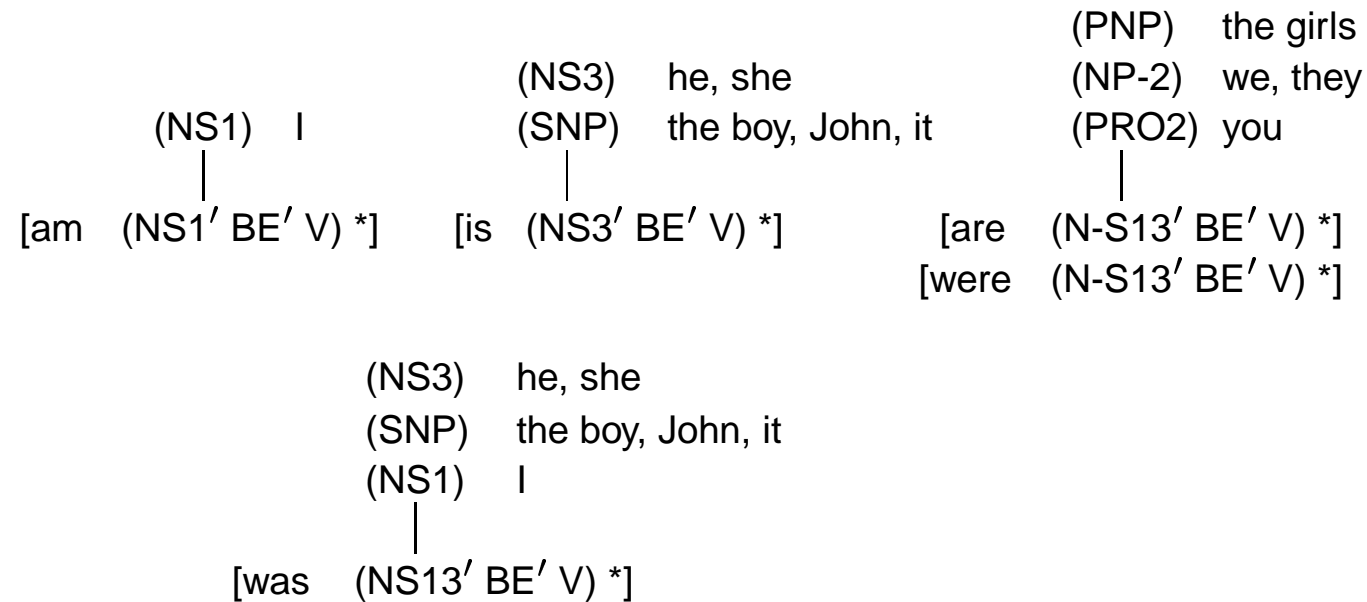 (PNP) the girls
(NS3) he, she (NP-2) we, they
(NS1) I (SNP) the boy, John, it (PRO2) you
[am (NS1′ BE′ V) *] [is (NS3′ BE′ V) *] [are (N-S13′ BE′ V) *]
[were (N-S13′ BE′ V) *]
(NS3) he, she
(SNP) the boy, John, it
(NS1) I
[was (NS13′ BE′ V) *]